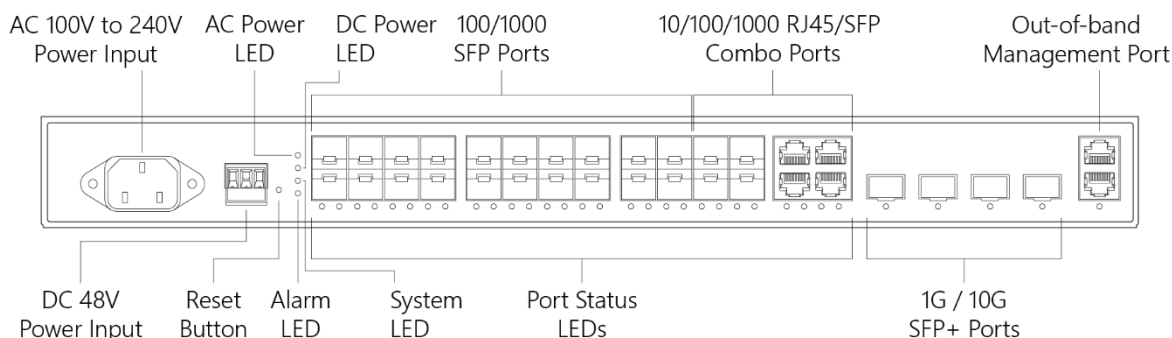 AC 100V to 240V
Power Input
AC Power
LED
DC Power
LED
100/1000
SFP Ports
10/100/1000 RJ45/SFP
Combo Ports
Out-of-band
Management Port
DC 48V
Power Input
Reset
Button
Alarm
LED
System
LED
Port Status
LEDs
1G / 10G
SFP+ Ports